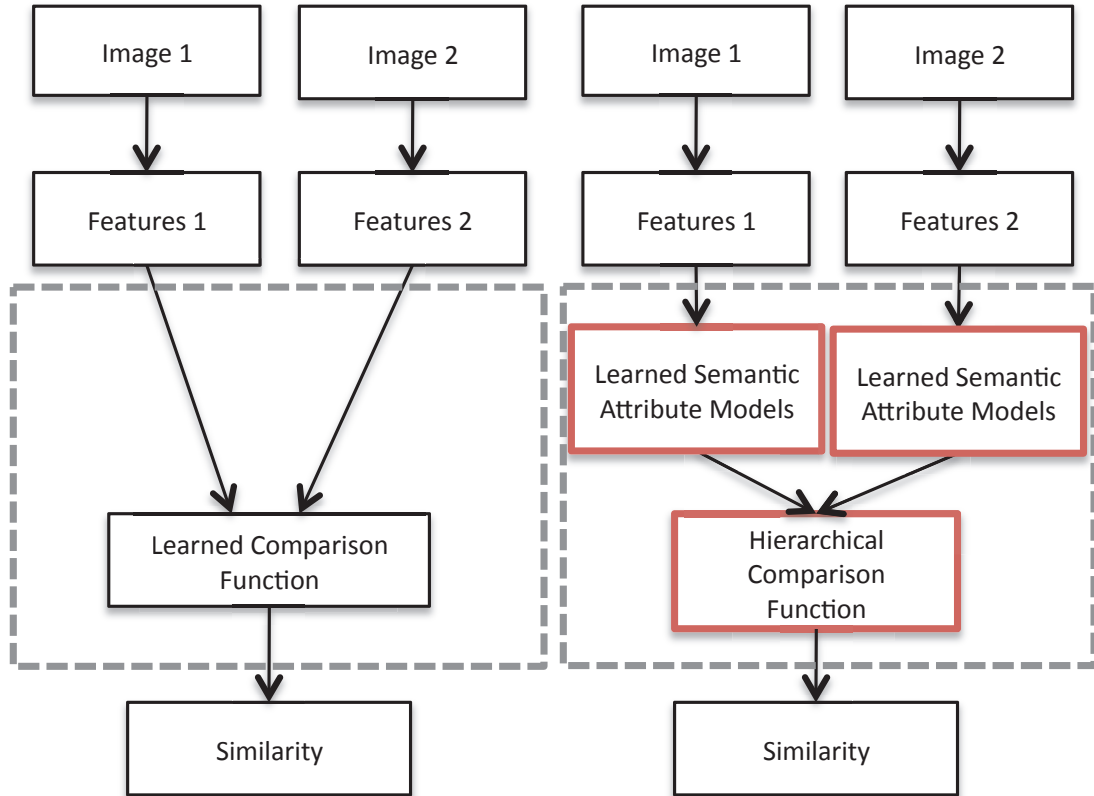 Image 1
Image 2
Features 1
Features 2
Learned Comparison
Function
Similarity
Image 1
Image 2
Features 1
Features 2
Learned Semantic
Attribute Models
Learned Semantic
Attribute Models
Hierarchical
Comparison
Function
Similarity